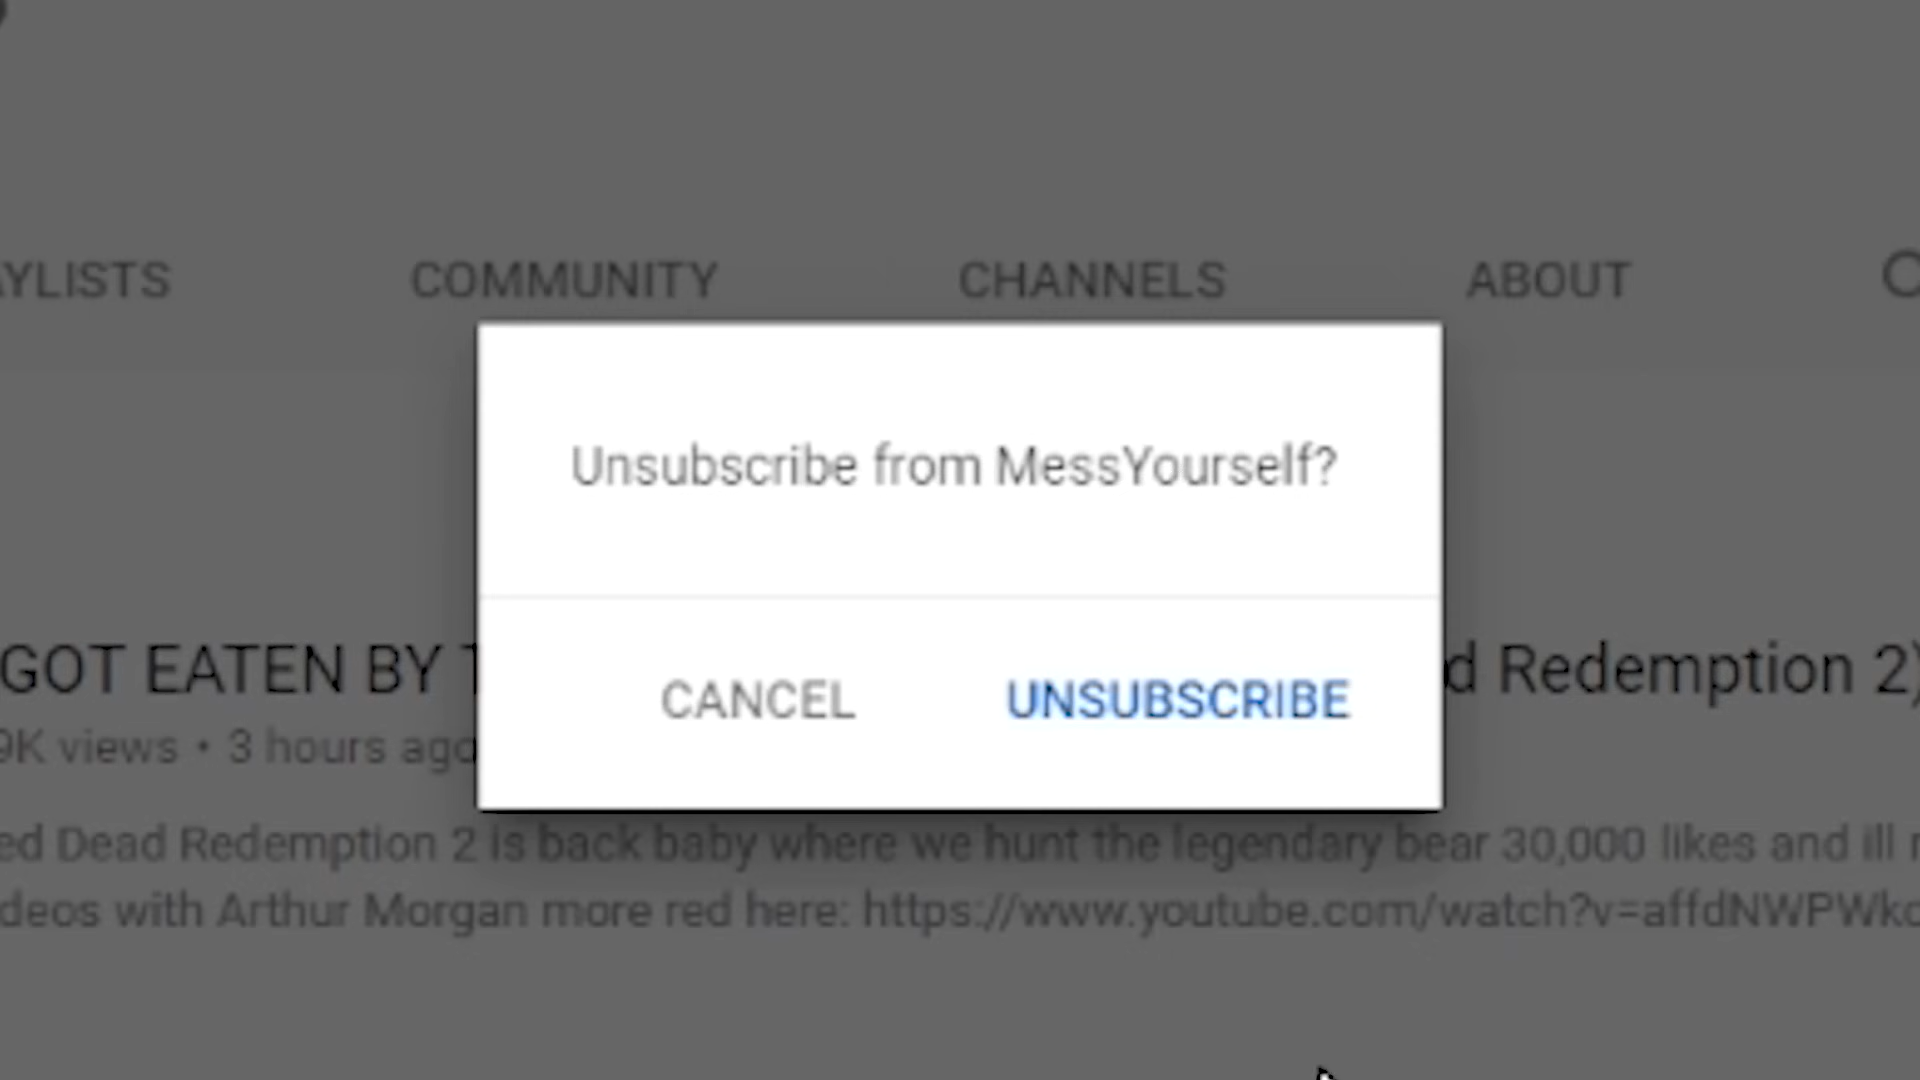 COMMUNITY CHANNELS ABOUT
Unsubscribe from MessYourself?
GOT EATEN BY d Redemption 2)
CANCEL UNSUBSCRIBE
9K views • 3 hours ago
ed Dead Redemption 2 is back baby where we hunt the legendary bear 30,000 likes and ill
deos with Arthur Morgan more red here: https://www.youtube.com/watch?v=affdNWPWkc